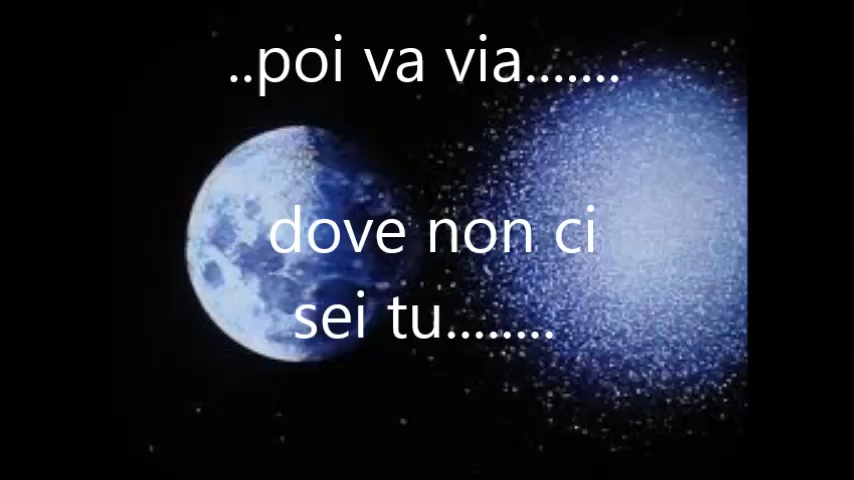 ..poi va via.......
dove non ci
sei tu........